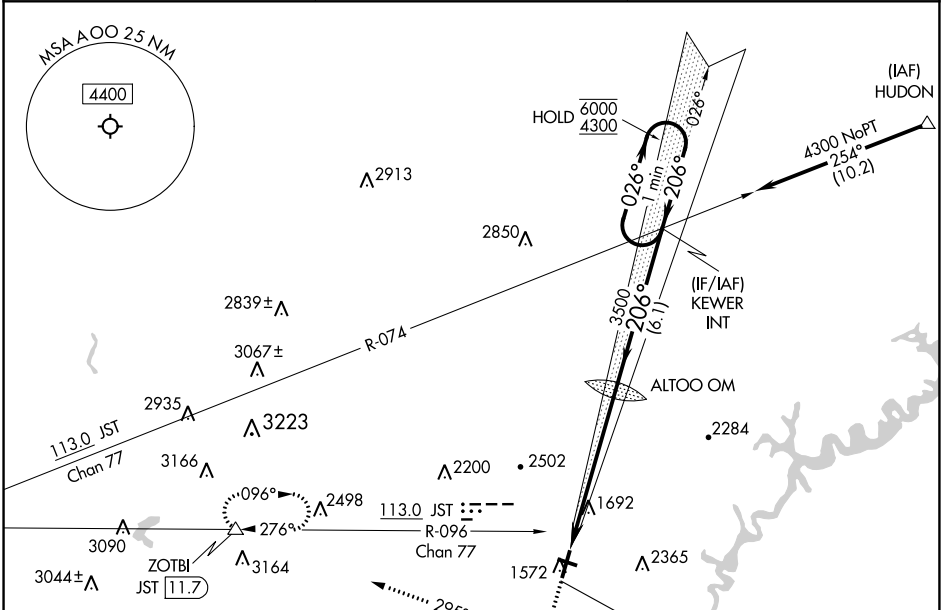 MSA AOO 25 NM
4400
(IAF)
HUDON
HOLD 6000
4300
026°
4300 NoPT
254°
(10.2)
2913
026°
1 min
206°
2850
(IF/IAF)
KEWER
INT
3500
206°
(6.1)
2839±
R-074
3067±
ALTOO OM
2935
3223
2284
113.0 JST
Chan 77
3166
2200
2502
096°
2498
1692
113.0 JST
276°
R-096
Chan 77
3090
ZOTBI
JST 11.7
3164
1572
2365
3044±